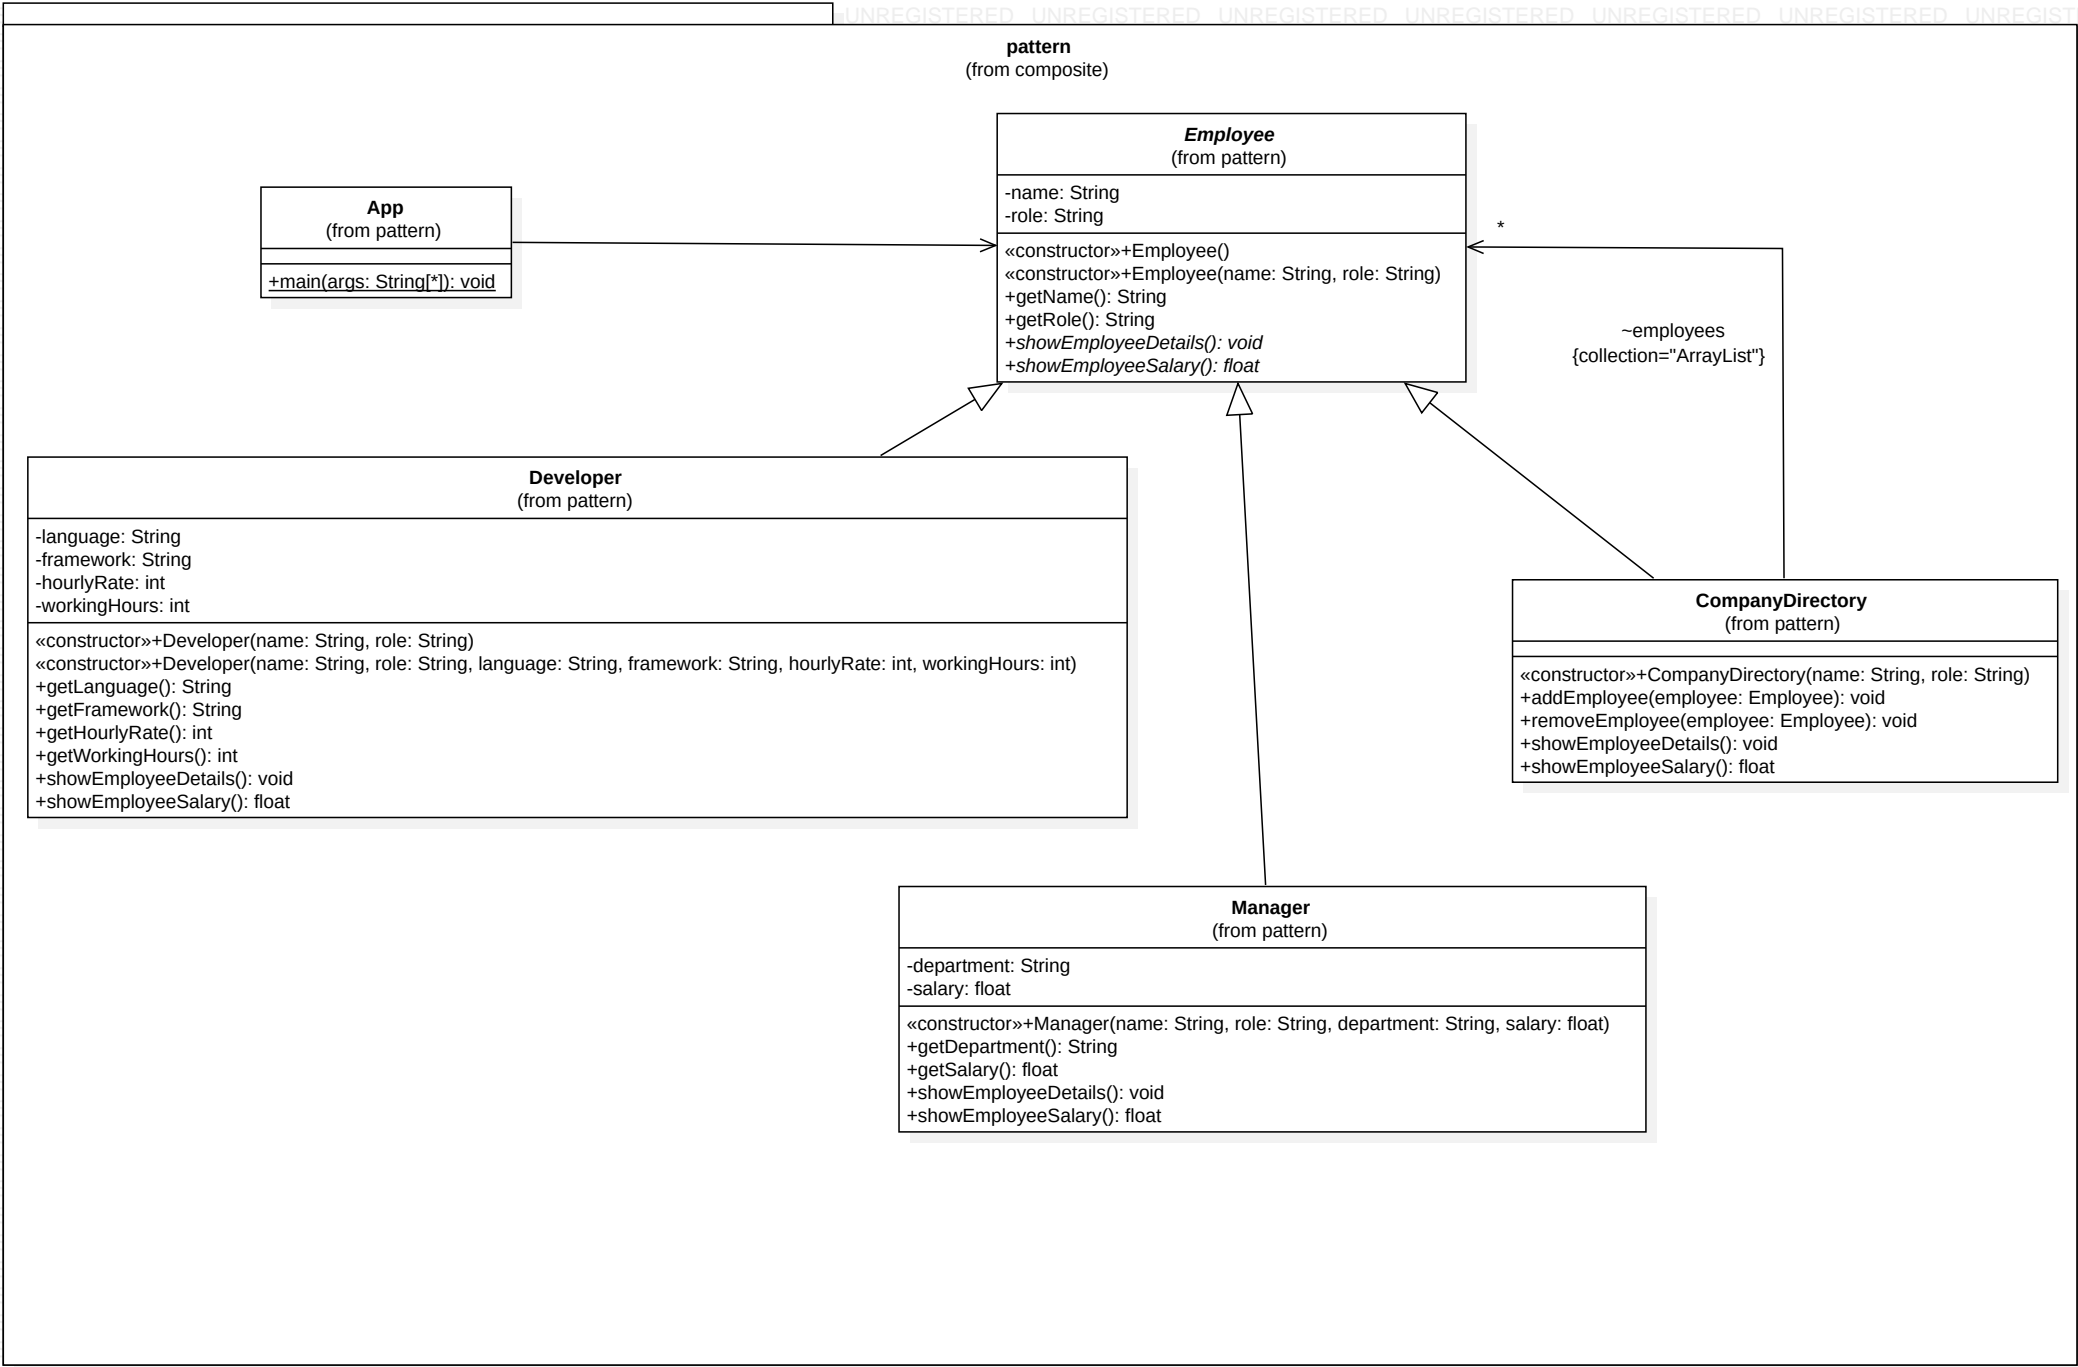 UNREGISTERED UNREGISTERED UNREGISTERED UNREGISTERED UNREGISTERED UNREGISTERED
pattern
(from composite)
Employee
(from pattern)
-name: String
-role: String
«constructor»+Employee()
«constructor»+Employee(name: String, role: String)
+getName(): String
+getRole(): String
+showEmployeeDetails(): void
+showEmployeeSalary(): float
App
(from pattern)
+main(args: String[*]): void
*
~employees
{collection="ArrayList"}
Developer
(from pattern)
-language: String
-framework: String
-hourlyRate: int
-workingHours: int
«constructor»+Developer(name: String, role: String)
«constructor»+Developer(name: String, role: String, language: String, framework: String, hourlyRate: int, workingHours: int)
+getLanguage(): String
+getFramework(): String
+getHourlyRate(): int
+getWorkingHours(): int
+showEmployeeDetails(): void
+showEmployeeSalary(): float
CompanyDirectory
(from pattern)
«constructor»+CompanyDirectory(name: String, role: String)
+addEmployee(employee: Employee): void
+removeEmployee(employee: Employee): void
+showEmployeeDetails(): void
+showEmployeeSalary(): float
Manager
(from pattern)
-department: String
-salary: float
«constructor»+Manager(name: String, role: String, department: String, salary: float)
+getDepartment(): String
+getSalary(): float
+showEmployeeDetails(): void
+showEmployeeSalary(): float